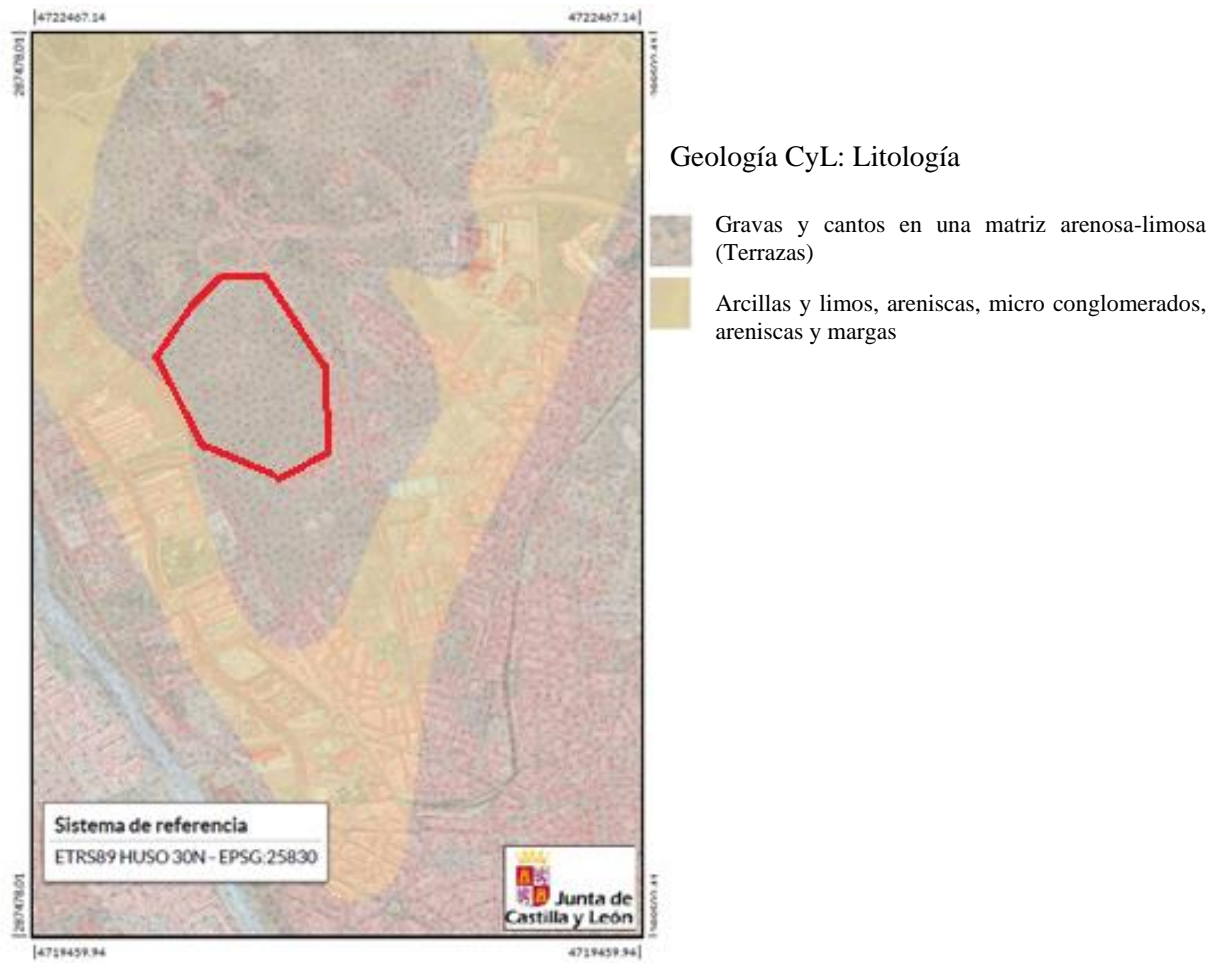 4722467.14
4722467.14
287478.01
Geología CyL: Litología
Gravas y cantos en una matriz arenosa-limosa
(Terrazas)
Arcillas y limos, areniscas, micro conglomerados,
areniscas y margas
Sistema de referencia
ETRS89 HUSO 30N - EPSG:25830
Junta de
Castilla y León
287478.01
4719459.94
4719459.94